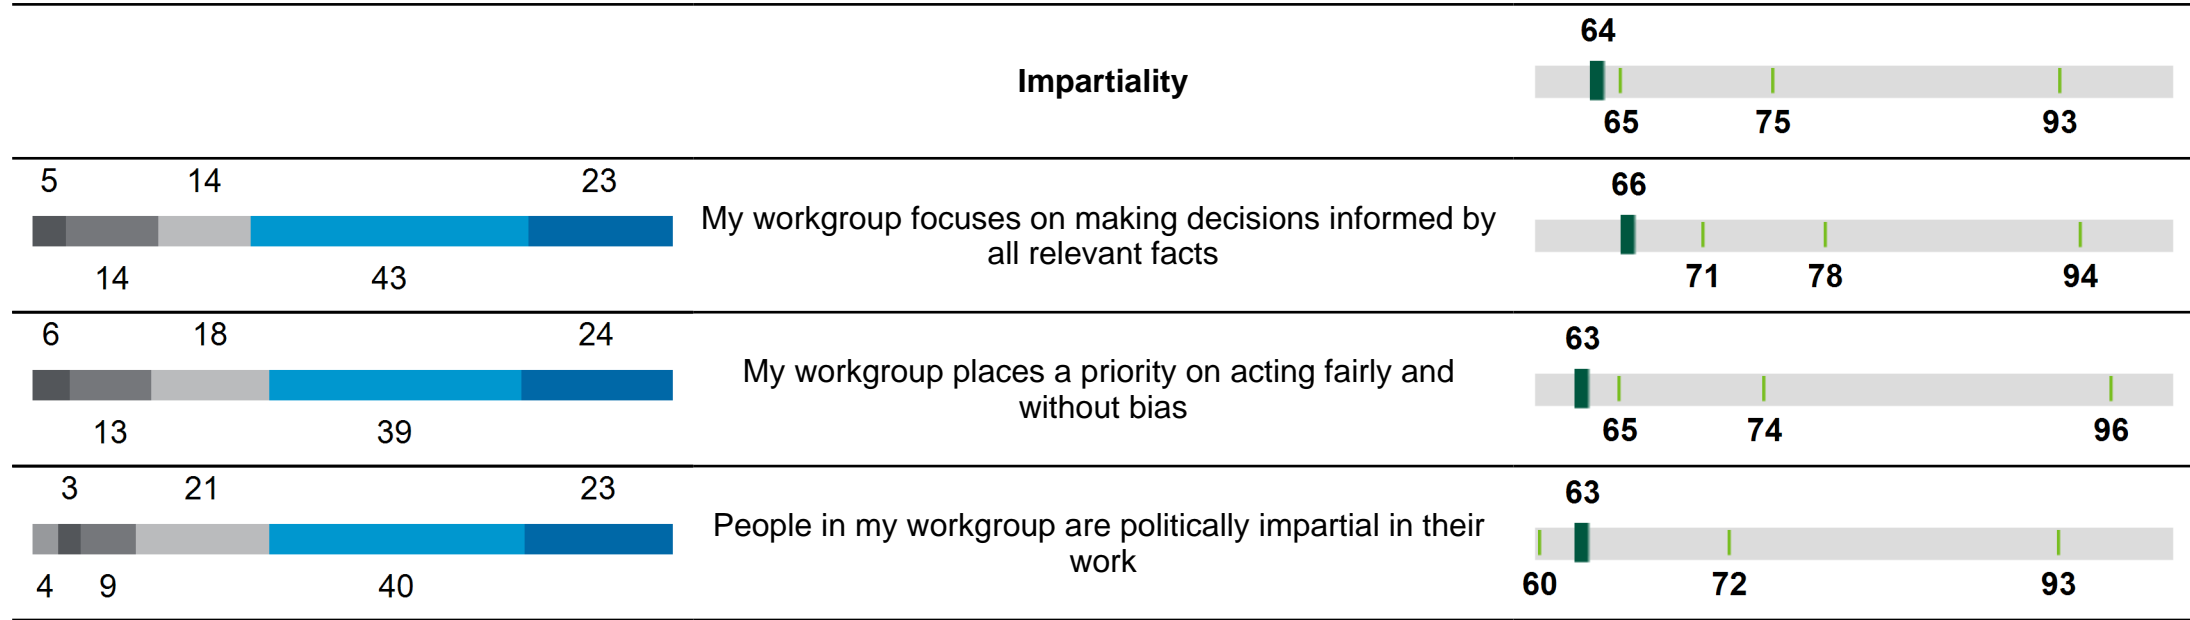 64
Impartiality
65 75 93
5 14 23
66
My workgroup focuses on making decisions informed by
all relevant facts
14 43
71 78 94
6 18 24
63
My workgroup places a priority on acting fairly and
without bias
13 39
65 74 96
3 21 23
63
People in my workgroup are politically impartial in their
work
4 9 40
60 72 93